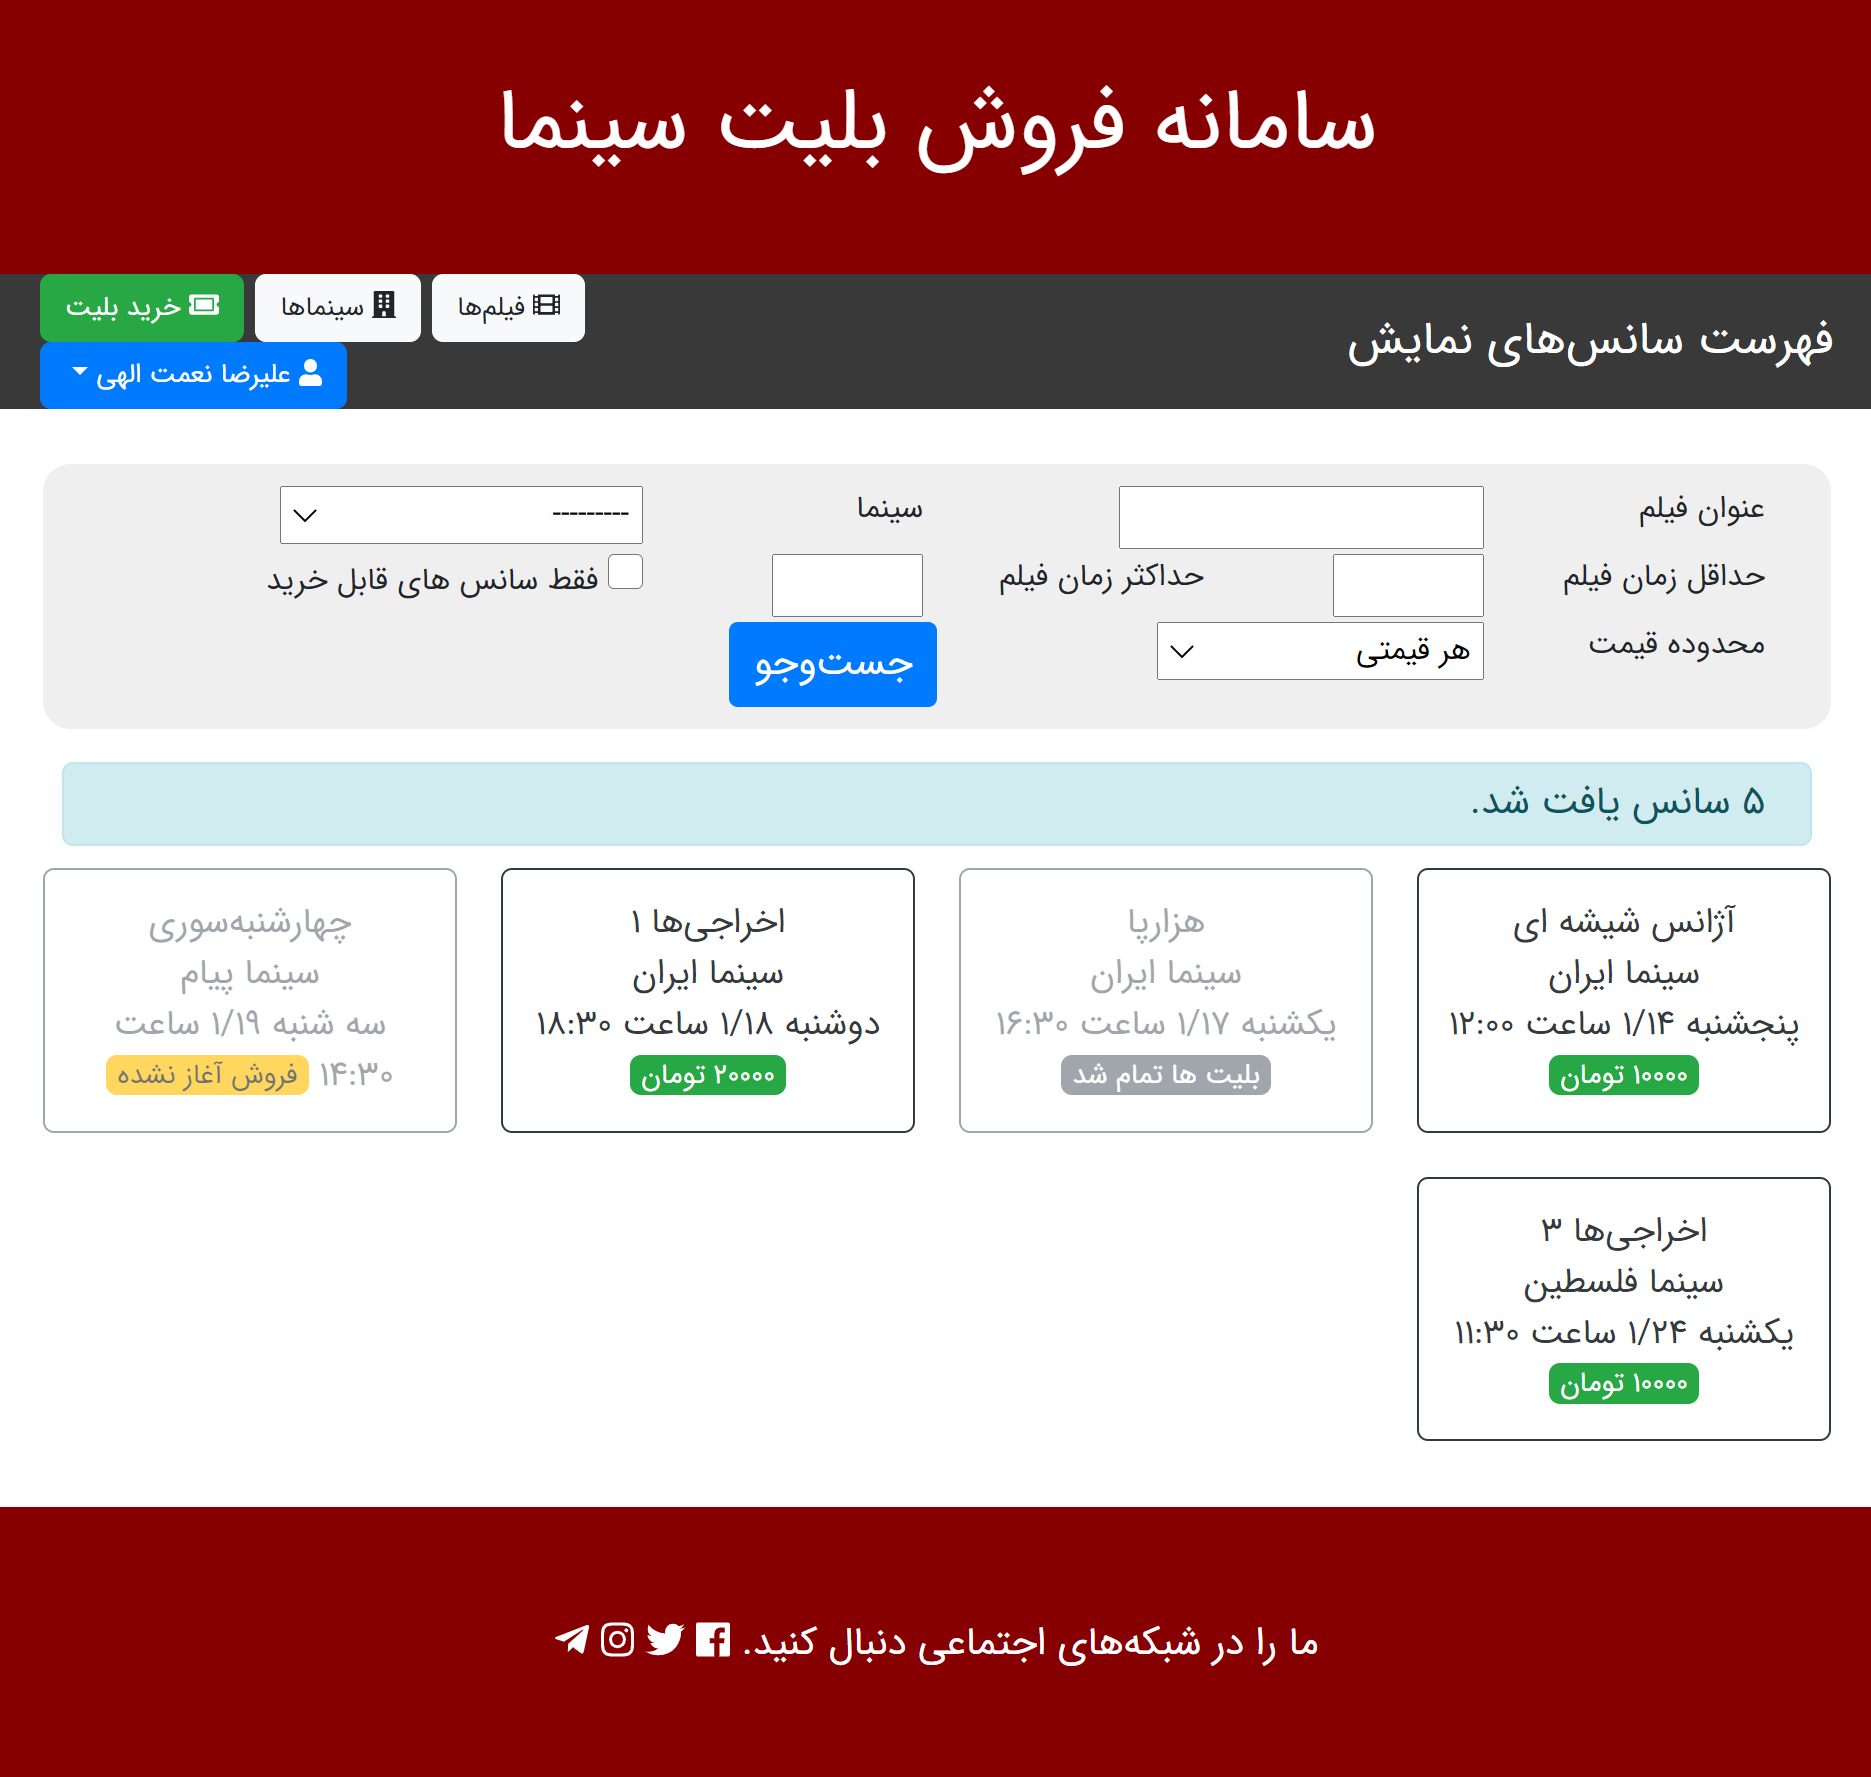 سامانه فروش بلیت سینما
فهرست سانس‌های نمایش
فیلم‌ها
سینماها
خرید بلیت
علیرضا نعمت الهی
عنوان فیلم
سینما
---------
حداقل زمان فیلم
حداکثر زمان فیلم
فقط سانس های قابل خرید
محدوده قیمت
هر قیمتی
جست‌وجو
۵ سانس یافت شد.
آژانس شیشه ای
سینما ایران
پنجشنبه ۱/۱۴ ساعت ۱۲:۰۰
۱۰۰۰۰ تومان
هزارپا
سینما ایران
یکشنبه ۱/۱۷ ساعت ۱۶:۳۰
بلیت ها تمام شد
اخراجی‌ها ۱
سینما ایران
دوشنبه ۱/۱۸ ساعت ۱۸:۳۰
۲۰۰۰۰ تومان
چهارشنبه‌سوری
سینما پیام
سه شنبه ۱/۱۹ ساعت
۱۴:۳۰ فروش آغاز نشده
اخراجی‌ها ۳
سینما فلسطین
یکشنبه ۱/۲۴ ساعت ۱۱:۳۰
۱۰۰۰۰ تومان
ما را در شبکه‌های اجتماعی دنبال کنید.